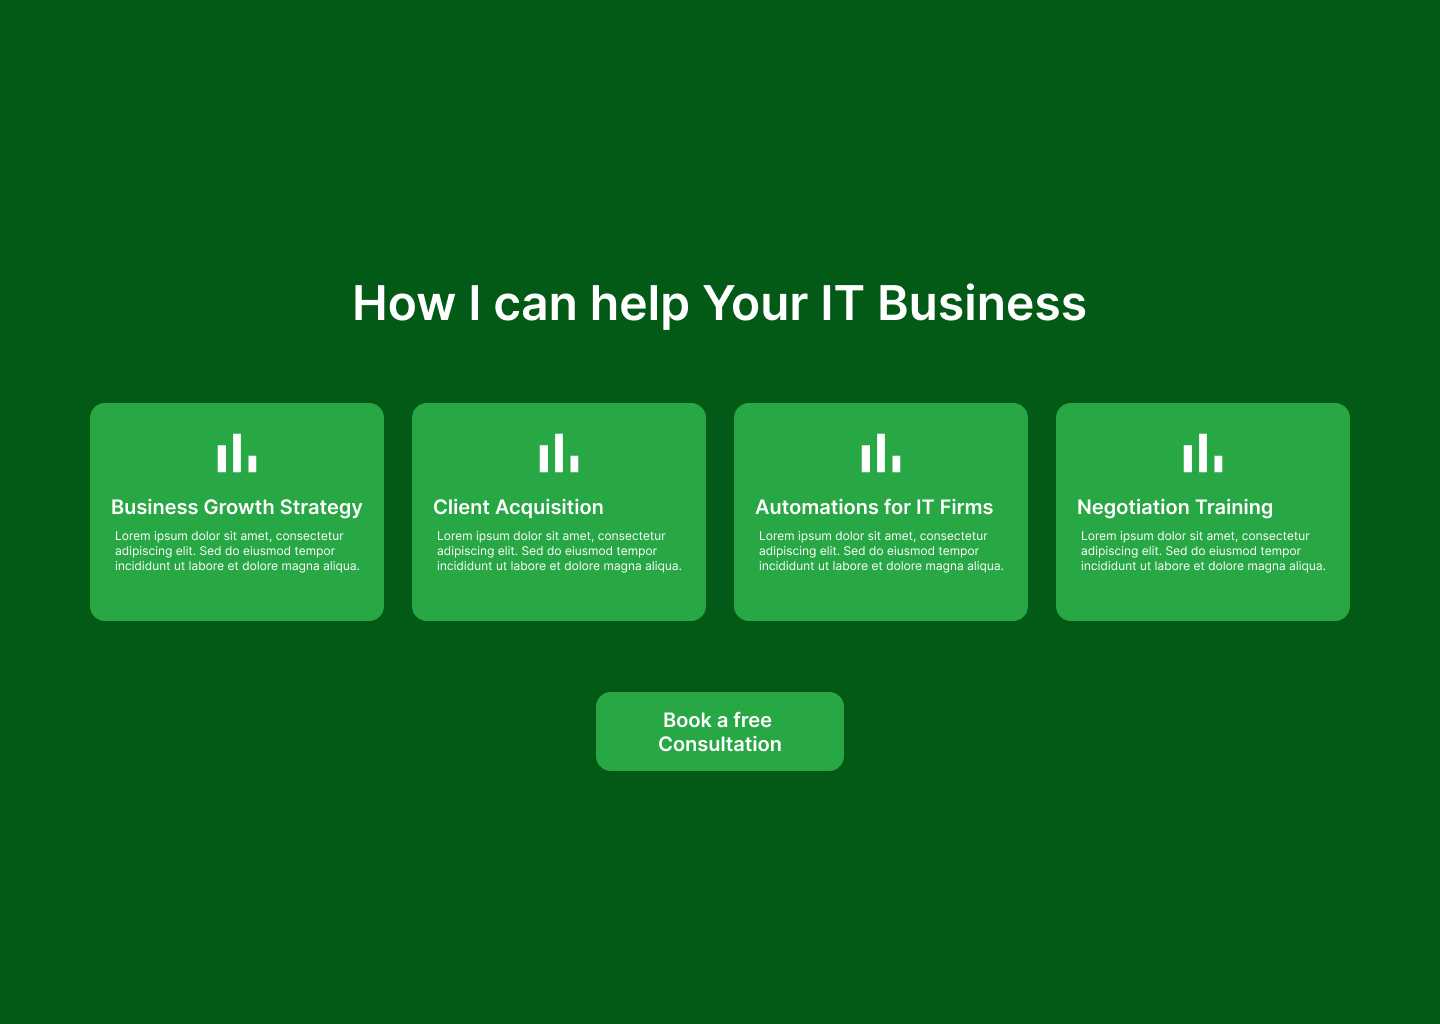 How I can help Your IT Business
Business Growth Strategy
Lorem ipsum dolor sit amet, consectetur
adipiscing elit. Sed do eiusmod tempor
incididunt ut labore et dolore magna aliqua.
Client Acquisition
Lorem ipsum dolor sit amet, consectetur
adipiscing elit. Sed do eiusmod tempor
incididunt ut labore et dolore magna aliqua.
Automations for IT Firms
Lorem ipsum dolor sit amet, consectetur
adipiscing elit. Sed do eiusmod tempor
incididunt ut labore et dolore magna aliqua.
Negotiation Training
Lorem ipsum dolor sit amet, consectetur
adipiscing elit. Sed do eiusmod tempor
incididunt ut labore et dolore magna aliqua.
Book a free
Consultation